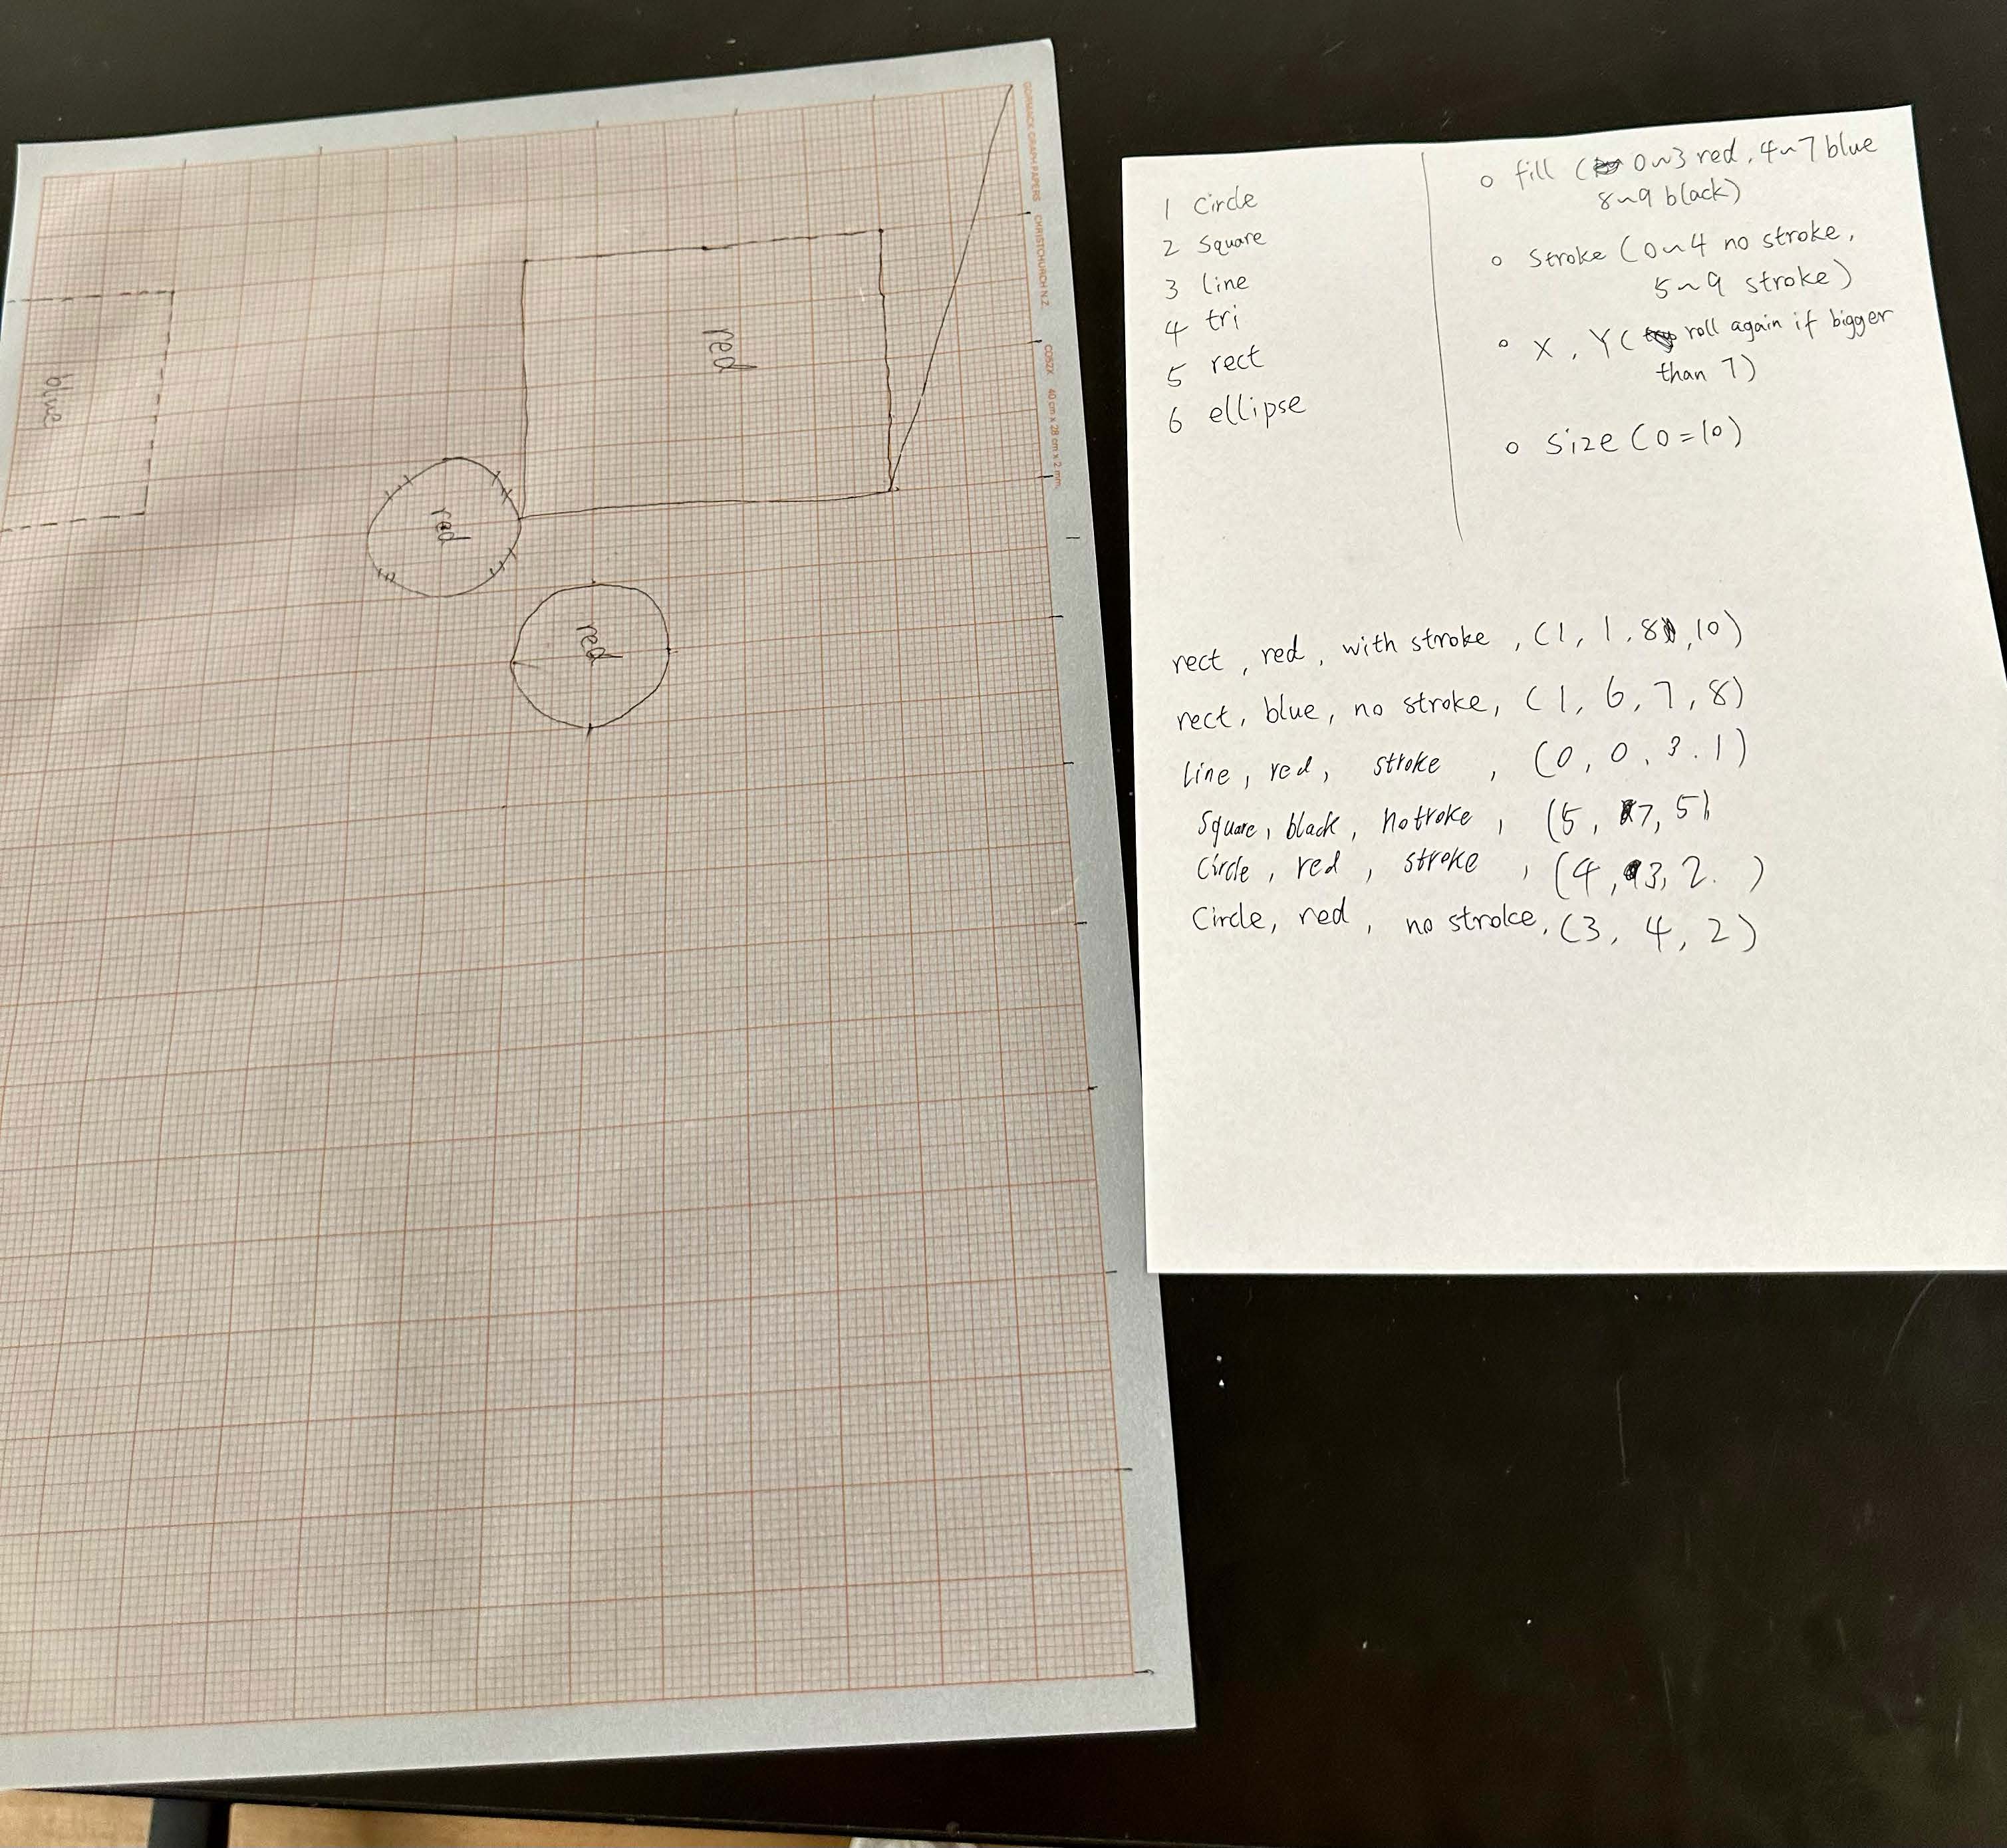 GORMACK GRAPH PAPERS CHRISTCHURCH N.Z. 40 cm x 28 cm x 2 mm.
red
blue
red
red
1 Circle
2 Square
3 line
4 tri
5 rect
6 ellipse
o fill ( 0~3 red, 4~7 blue
8~9 black)
o Stroke (0~4 no stroke,
5~9 stroke)
o X, Y ( roll again if bigger
than 7)
o Size (0=10)
rect, red, with stroke, (1, 1, 8, 10)
rect, blue, no stroke, (1, 6, 7, 8)
line, red, stroke, (0, 0, 3.1)
Square, black, notroke, (5, 7, 5)
Circle, red, stroke, (4, 3, 2. )
Circle, red, no stroke, (3, 4, 2)